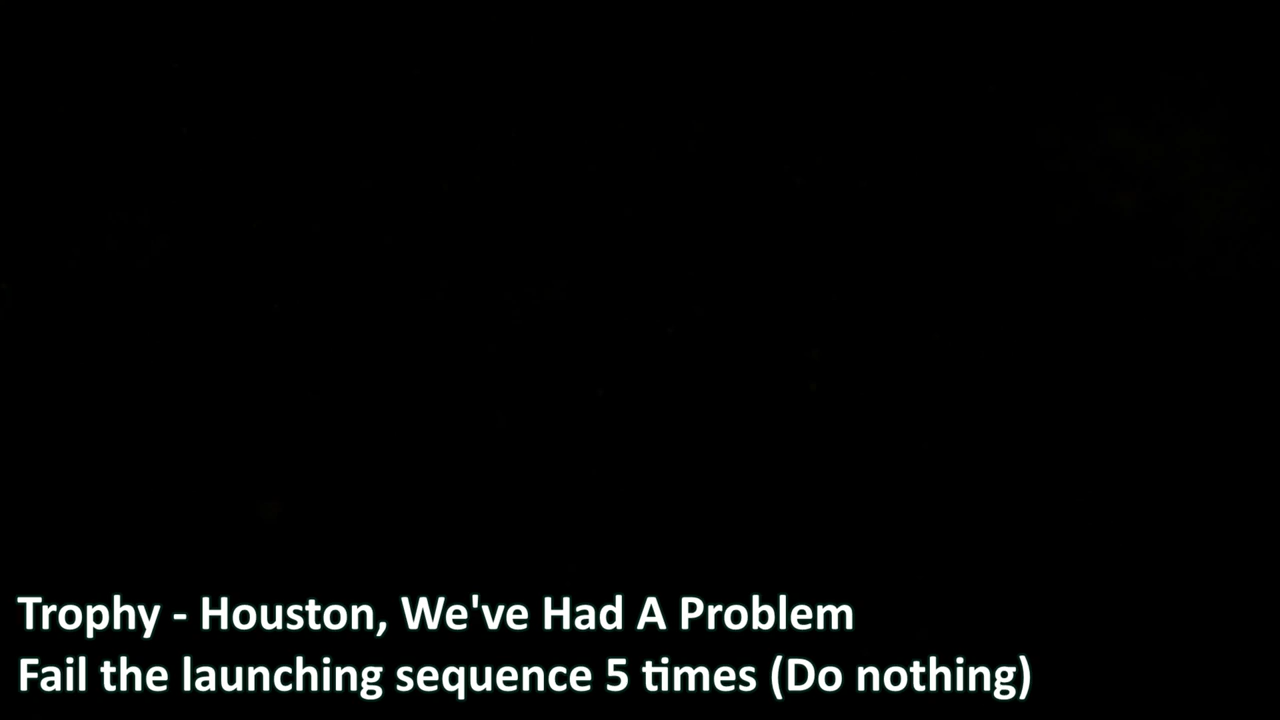 Trophy - Houston, We've Had A Problem
Fail the launching sequence 5 times (Do nothing)